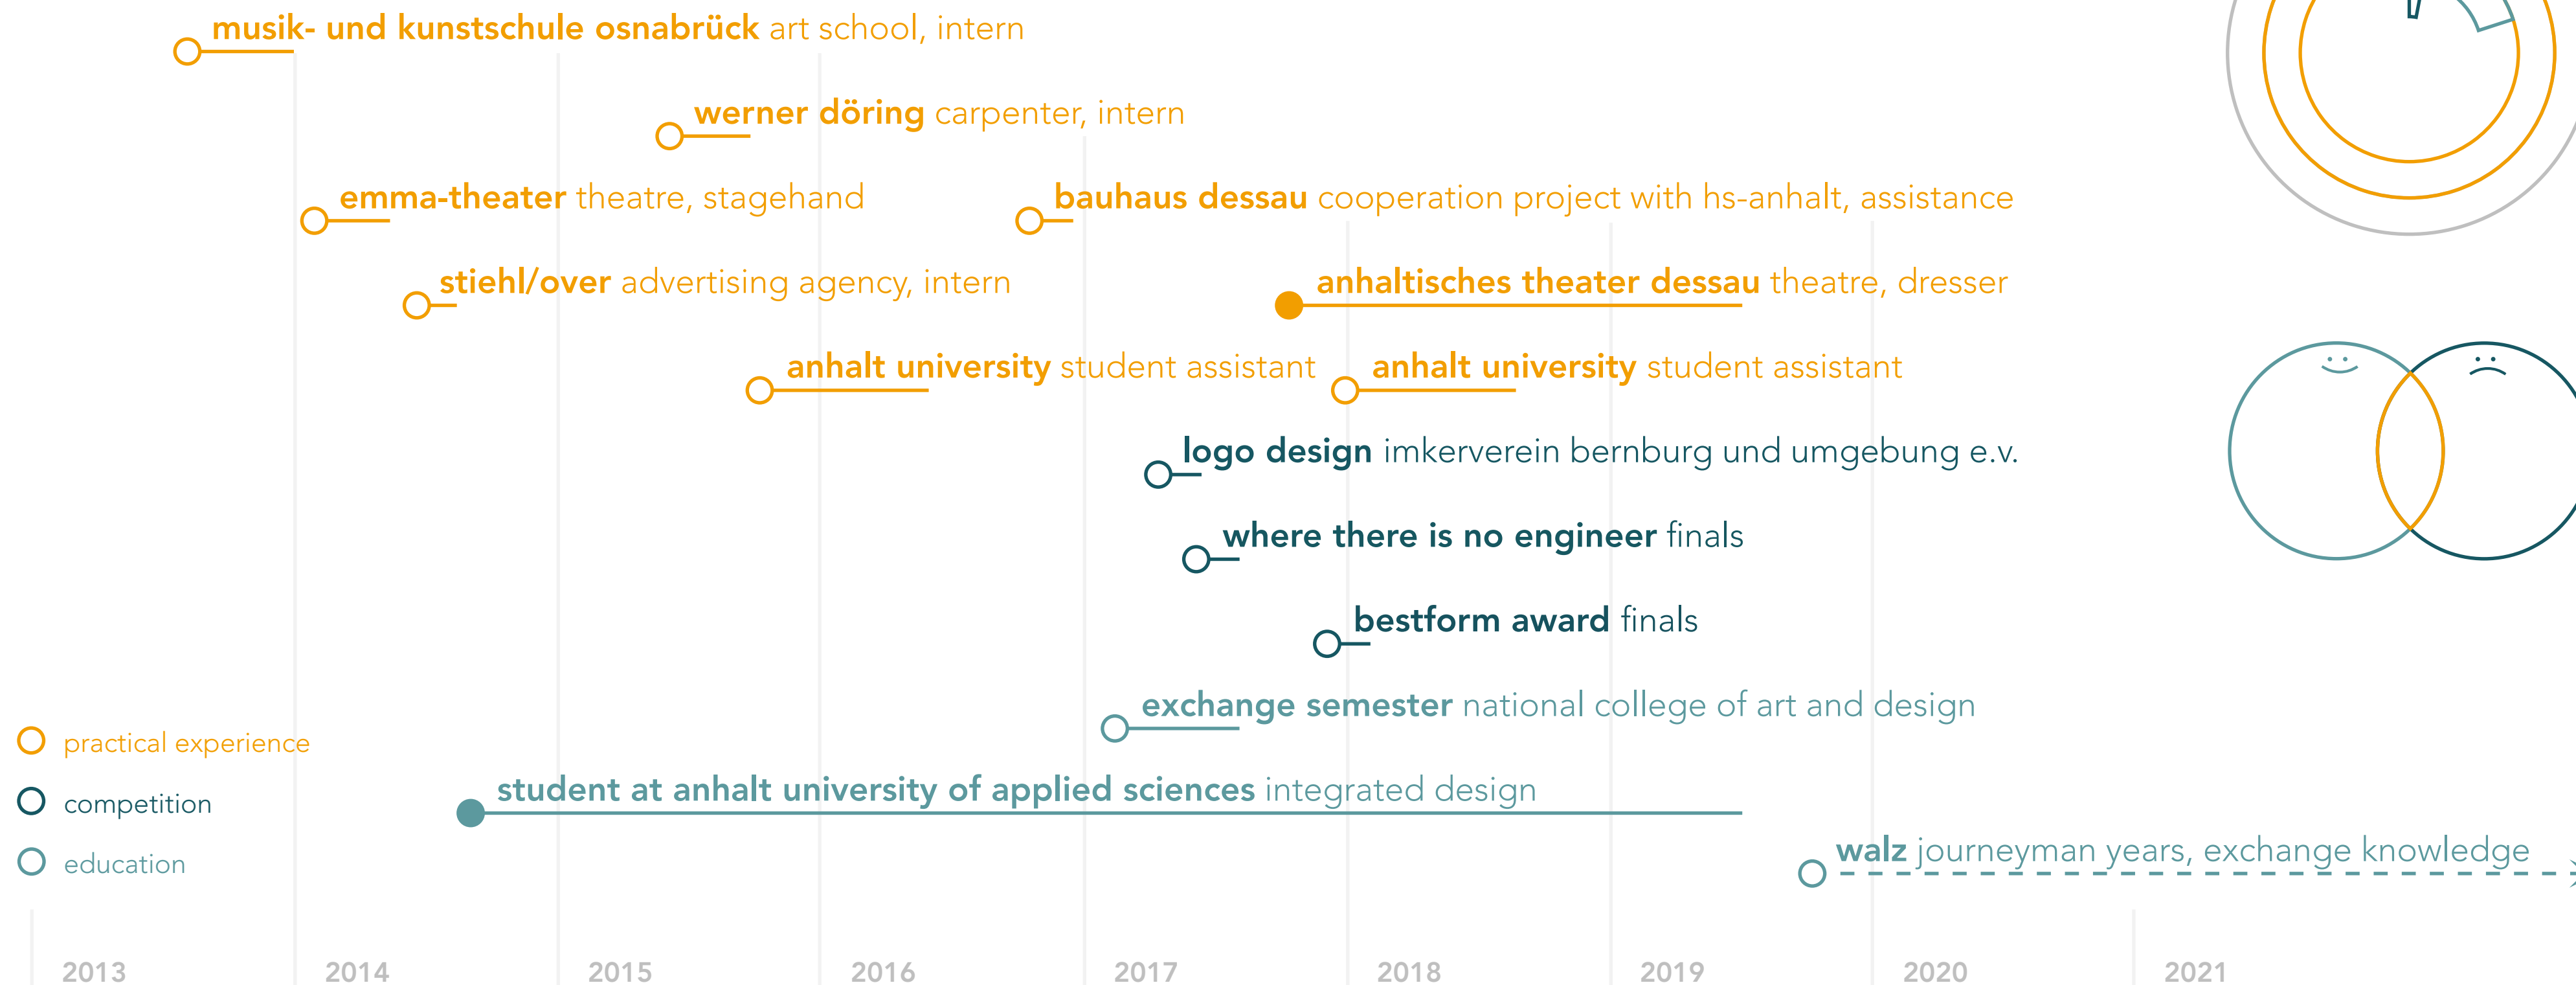 musik- und kunstschule osnabrück art school, intern
werner döring carpenter, intern
emma-theater theatre, stagehand
bauhaus dessau cooperation project with hs-anhalt, assistance
stiehl/over advertising agency, intern
anhaltisches theater dessau theatre, dresser
anhalt university student assistant
anhalt university student assistant
logo design imkerverein bernburg und umgebung e.v.
where there is no engineer finals
bestform award finals
exchange semester national college of art and design
practical experience
student at anhalt university of applied sciences integrated design
competition
walz journeyman years, exchange knowledge
education
2013 2014 2015 2016 2017 2018 2019 2020 2021